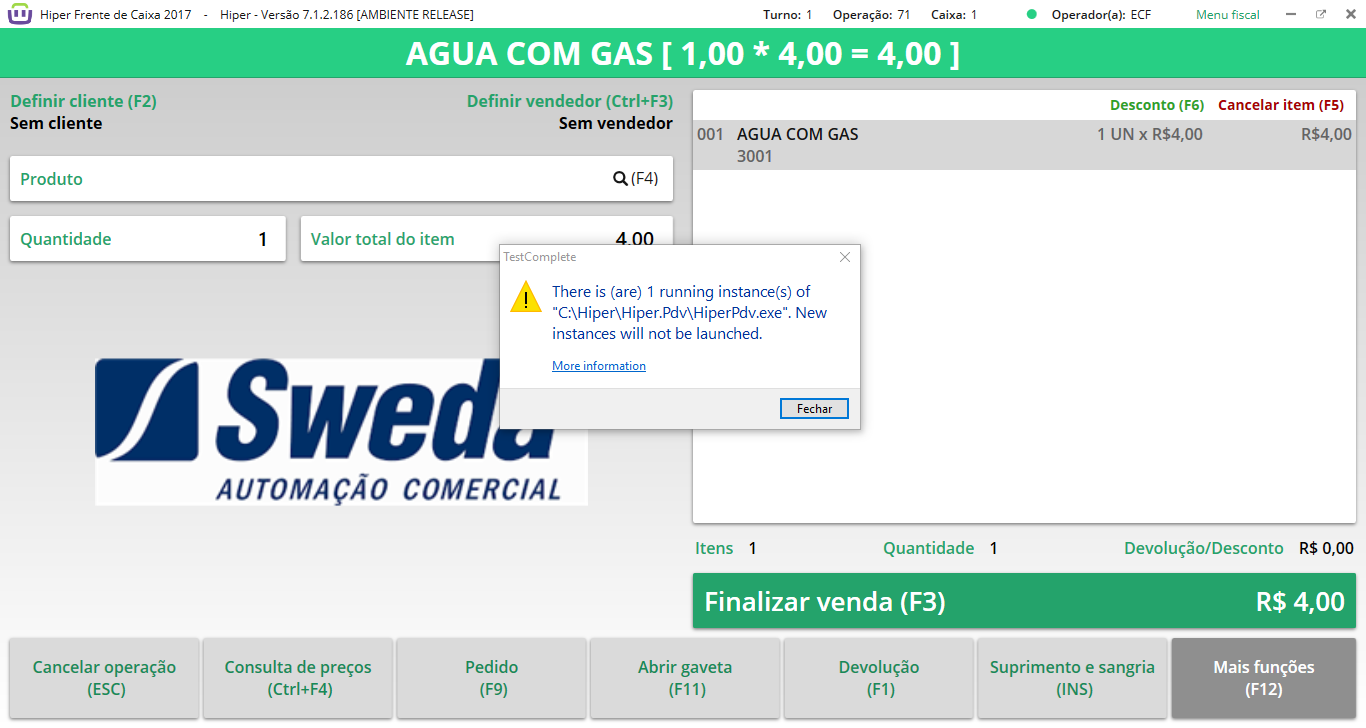 Hiper Frente de Caixa 2017 - Hiper - Versão 7.1.2.186 [AMBIENTE RELEASE] Turno: 1 Operação: 71 Caixa: 1 Operador(a): ECF Menu fiscal
AGUA COM GAS [ 1,00 * 4,00 = 4,00 ]
Definir cliente (F2) Definir vendedor (Ctrl+F3)
Sem cliente Sem vendedor
Produto (F4)
Quantidade 1 Valor total do item 4,00
Desconto (F6) Cancelar item (F5)
001 AGUA COM GAS 1 UN x R$4,00 R$4,00
3001
TestComplete
There is (are) 1 running instance(s) of
"C:\Hiper\Hiper.Pdv\HiperPdv.exe". New
instances will not be launched.
More information
Fechar
Sweda
AUTOMAÇÃO COMERCIAL
Itens 1 Quantidade 1 Devolução/Desconto R$ 0,00
Finalizar venda (F3) R$ 4,00
Cancelar operação
(ESC)
Consulta de preços
(Ctrl+F4)
Pedido
(F9)
Abrir gaveta
(F11)
Devolução
(F1)
Suprimento e sangria
(INS)
Mais funções
(F12)